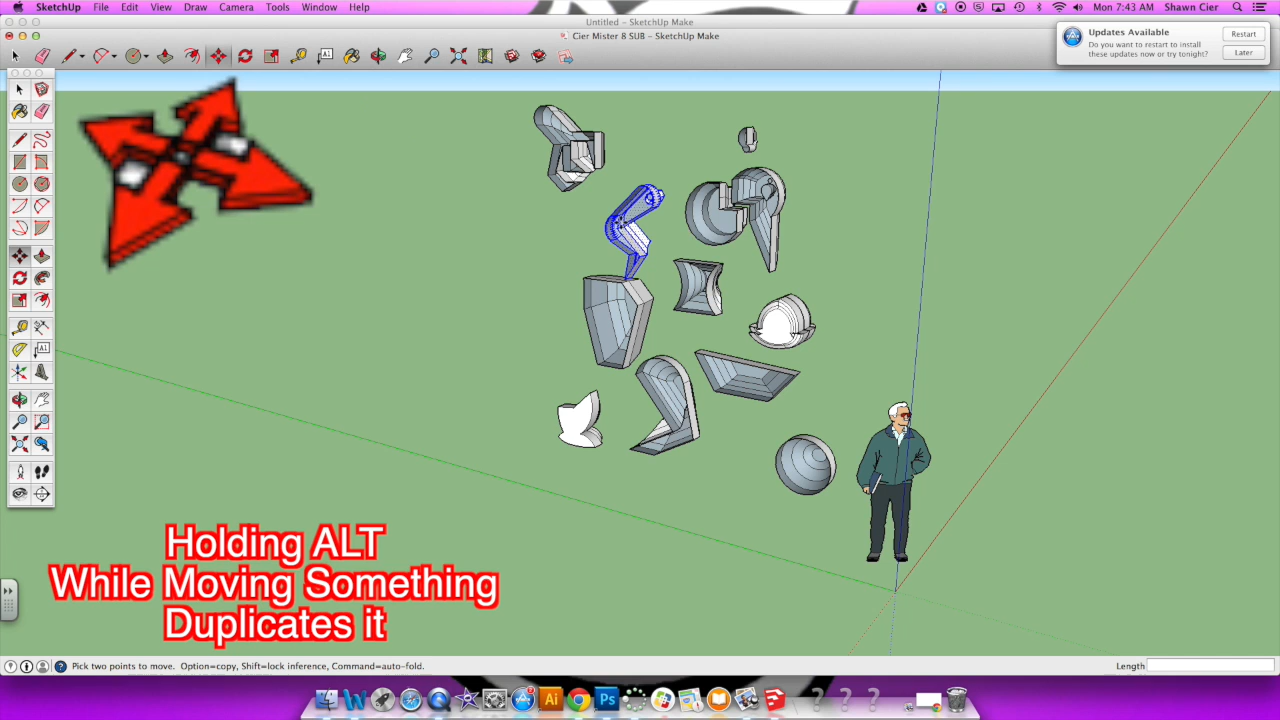 SketchUp File Edit View Draw Camera Tools Window Help
Mon 7:43 AM Shawn Cier
Untitled - SketchUp Make
Cier Mister 8 SUB - SketchUp Make
Updates Available
Do you want to restart to install
these updates now or try tonight?
Restart
Later
Holding ALT
While Moving Something
Duplicates it
Pick two points to move. Option=copy, Shift=lock inference, Command=auto-fold.
Length
W
Ai
Ps